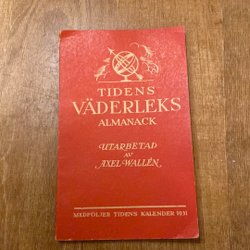 TIDENS
VÄDERLEKS
ALMANACK
UTARBETAD
AV
AXEL WALLÉN
MEDFÖLJER TIDENS KALENDER 1931